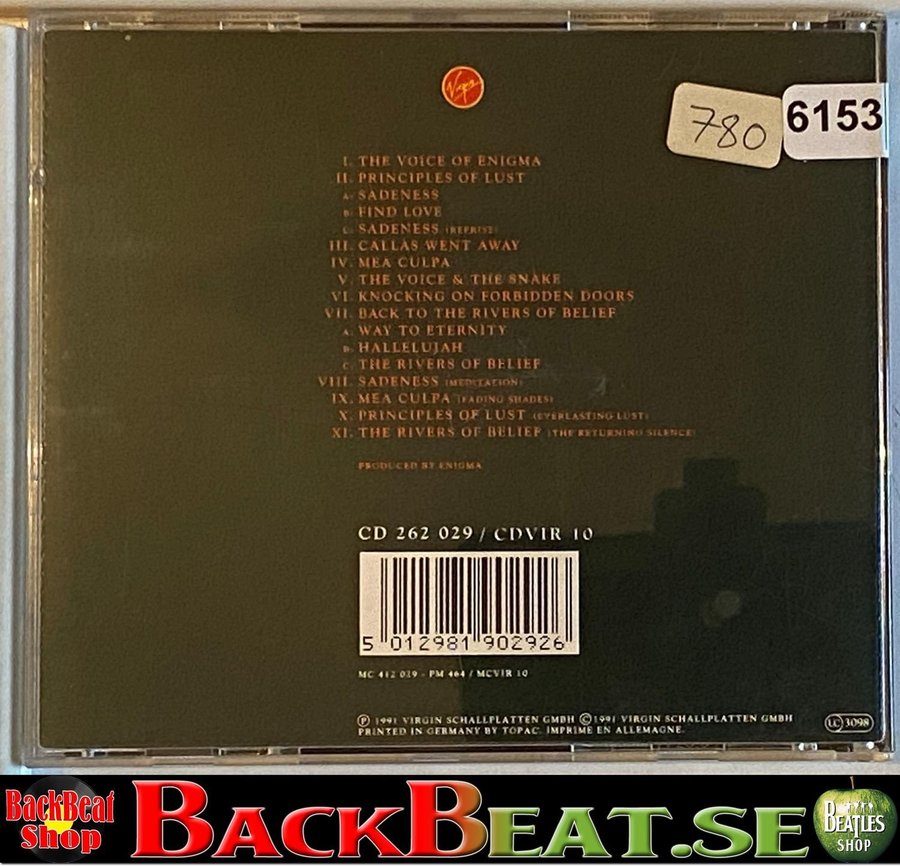 Virgin
780
6153
I. THE VOICE OF ENIGMA
II. PRINCIPLES OF LUST
A. SADENESS
B. FIND LOVE
C. SADENESS (REPRISE)
III. CALLAS WENT AWAY
IV. MEA CULPA
V. THE VOICE & THE SNAKE
VI. KNOCKING ON FORBIDDEN DOORS
VII. BACK TO THE RIVERS OF BELIEF
A. WAY TO ETERNITY
B. HALLELUJAH
C. THE RIVERS OF BELIEF
VIII. SADENESS (MEDITATION)
IX. MEA CULPA (FADING SHADES)
X. PRINCIPLES OF LUST (EVERLASTING LUST)
XI. THE RIVERS OF BELIEF (THE RETURNING SILENCE)
PRODUCED BY ENIGMA
CD 262 029 / CDVIR 10
5 012981 902926
MC 412 029 - PM 464 / MCVIR 10
Ⓟ 1991 VIRGIN SCHALLPLATTEN GMBH ©1991 VIRGIN SCHALLPLATTEN GMBH
PRINTED IN GERMANY BY TOPAC. IMPRIME EN ALLEMAGNE.
LC 3098
BackBeat Shop
BACKBEAT.SE
BEATLES SHOP